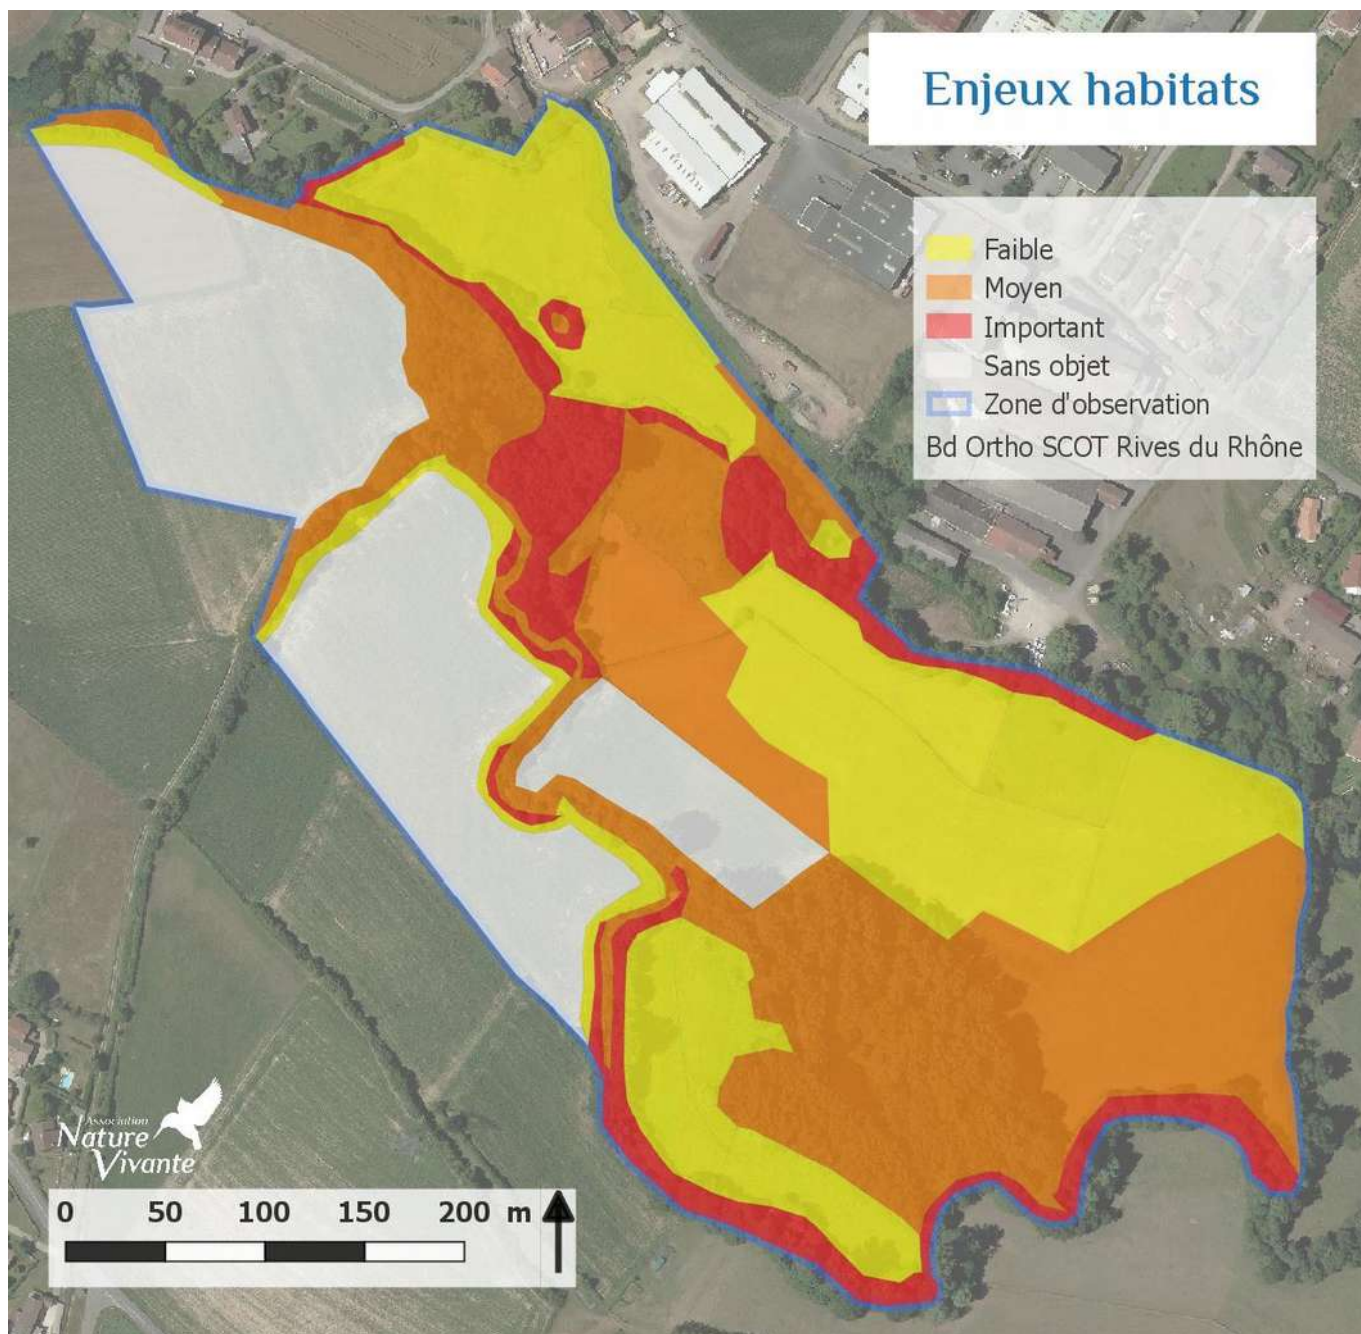 Enjeux habitats
Faible
Moyen
Important
Sans objet
Zone d'observation
Bd Ortho SCOT Rives du Rhône
Association
Nature
Vivante
0 50 100 150 200 m